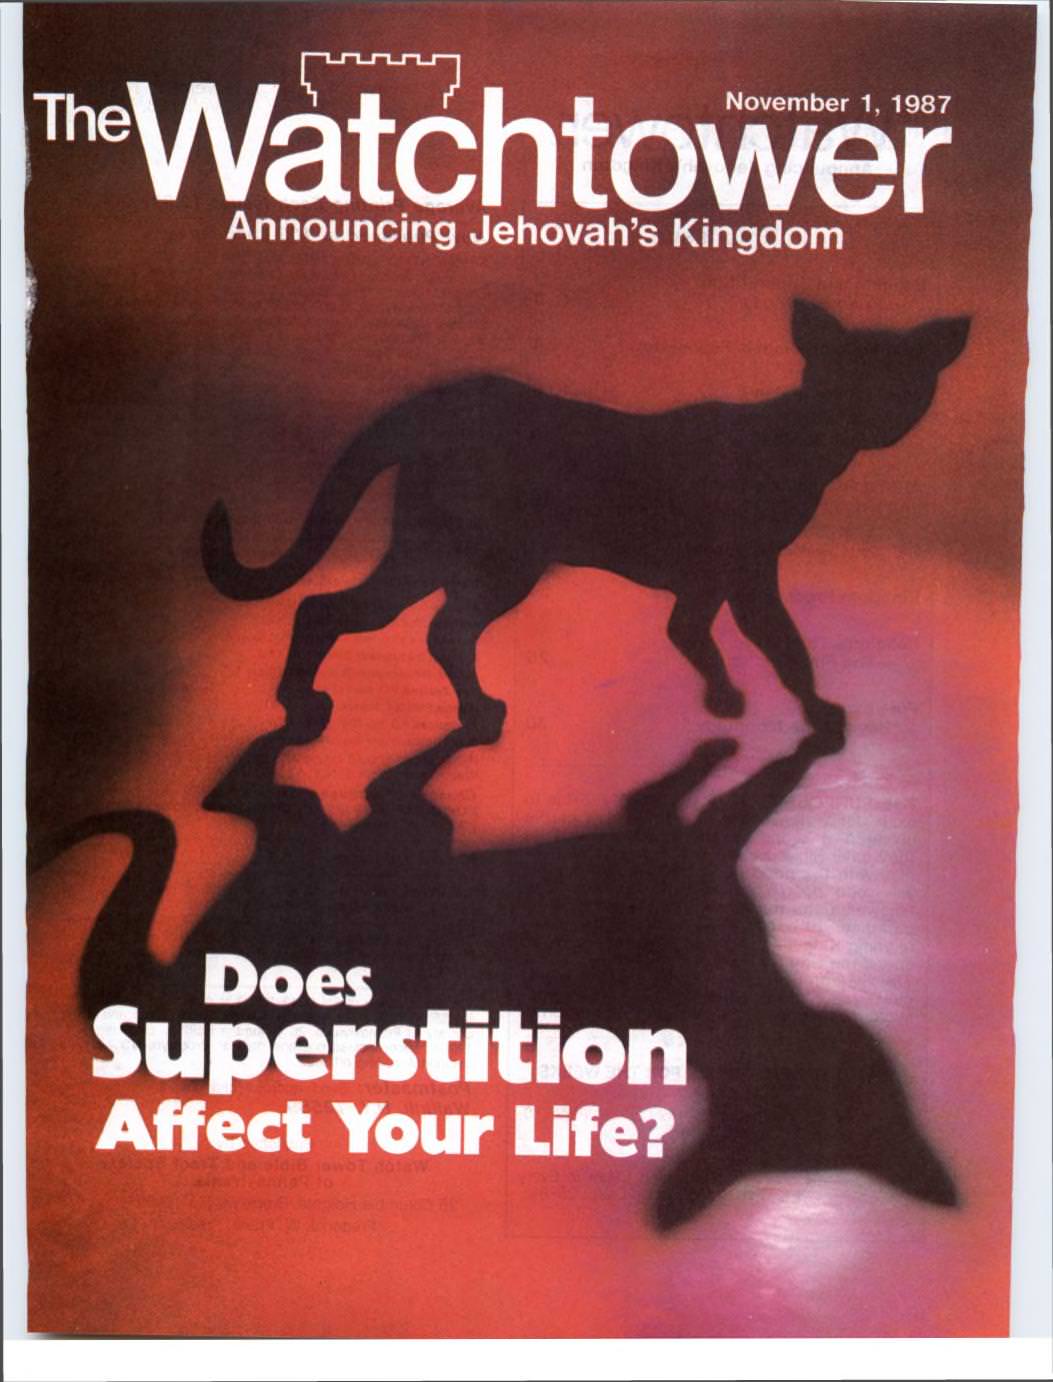 The Watchtower
November 1, 1987
Announcing Jehovah's Kingdom
Does
Superstition
Affect Your Life?